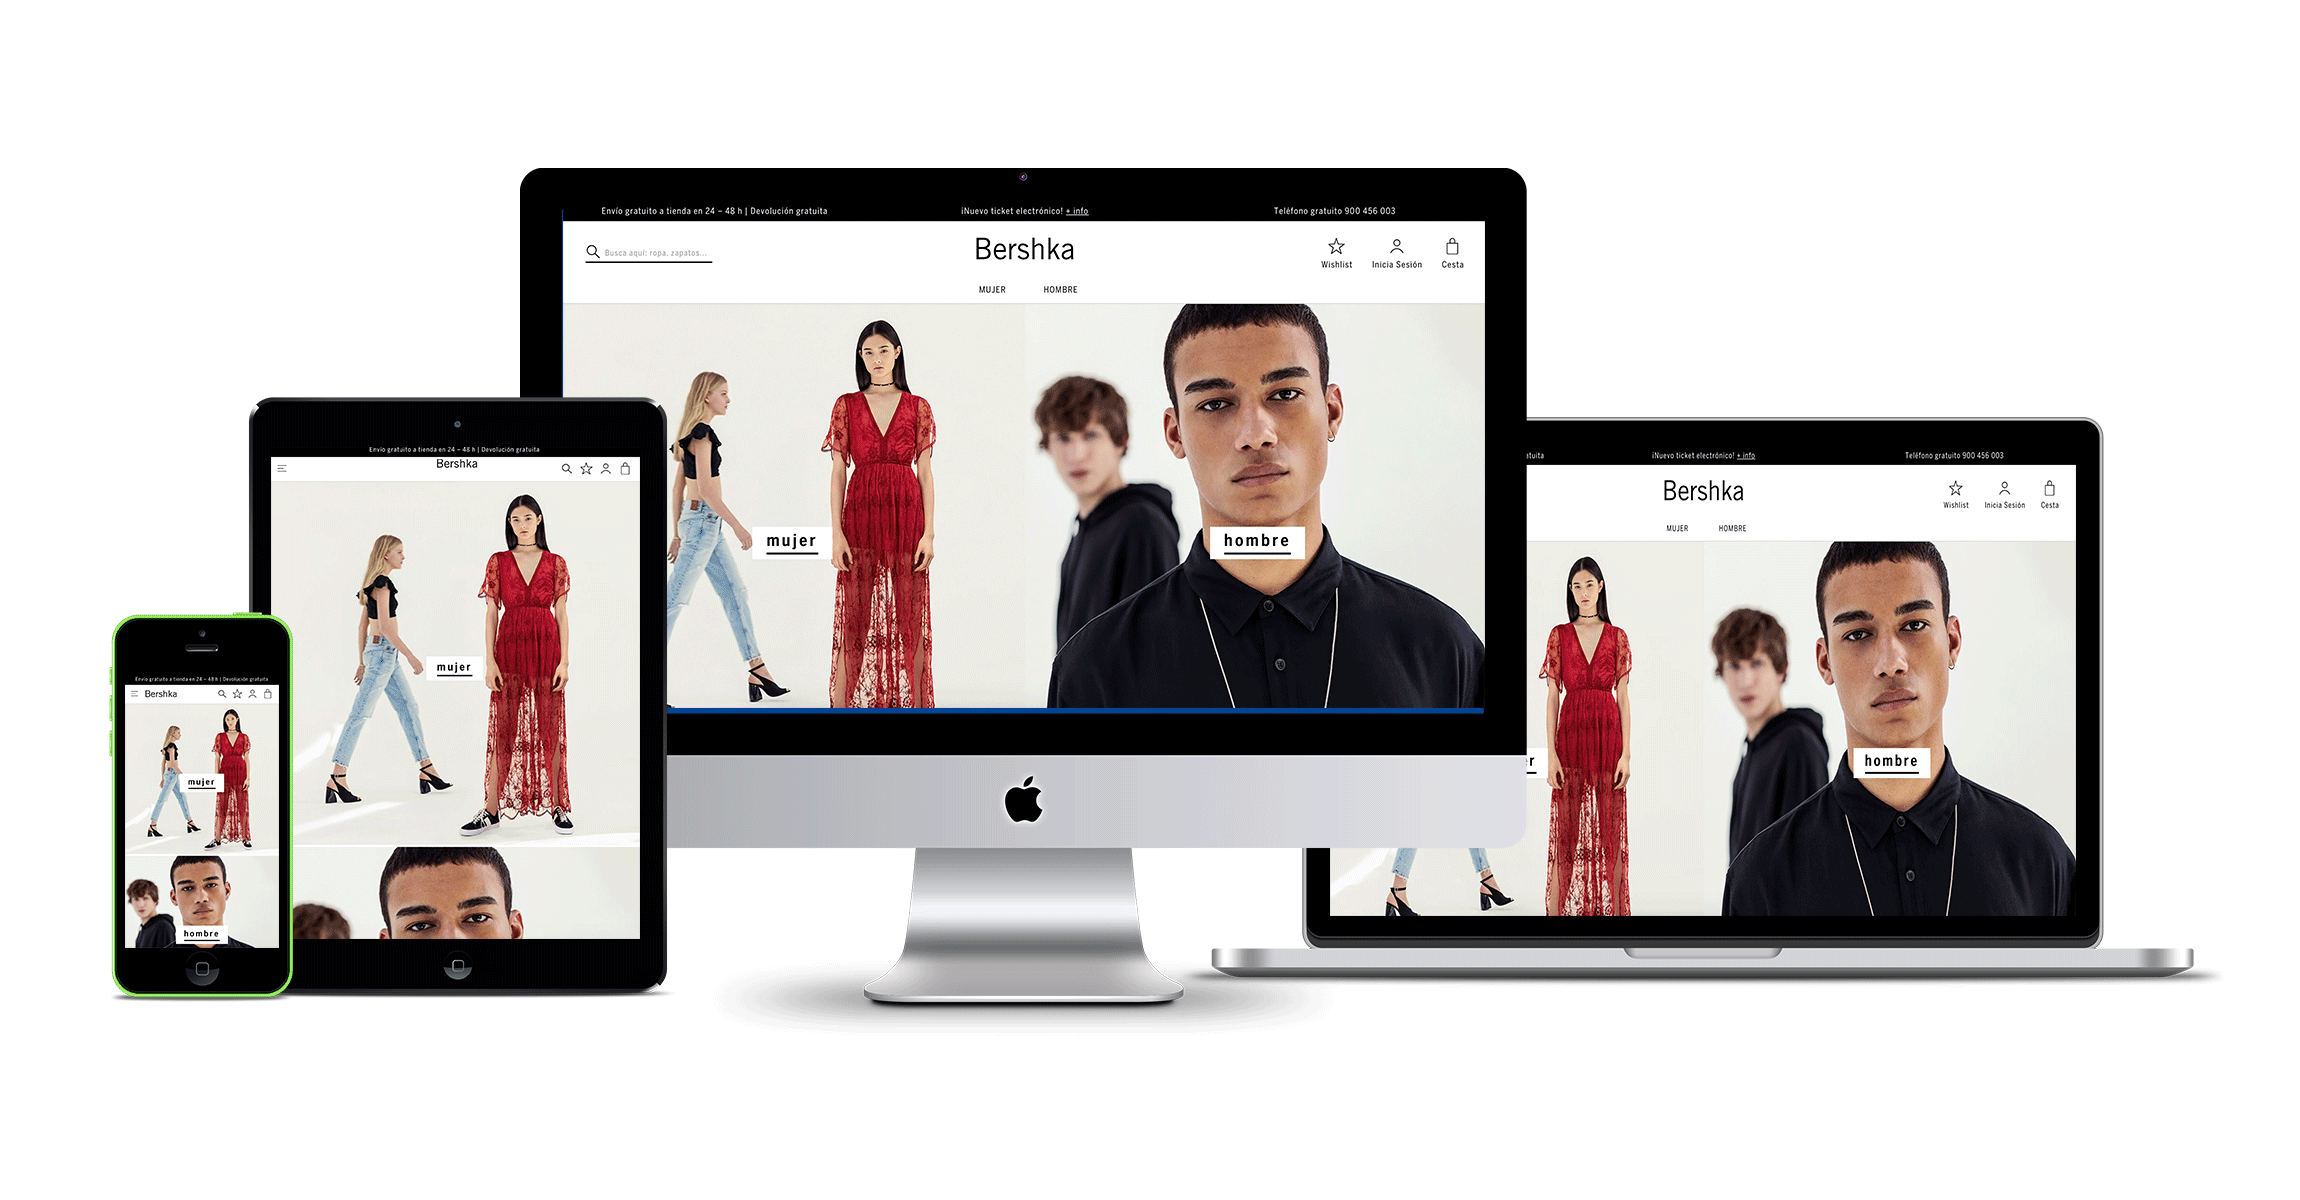 Envío gratuito a tienda en 24 – 48 h | Devolución gratuita
¡Nuevo ticket electrónico! + info
Teléfono gratuito 900 456 003
Busca aquí: ropa, zapatos...
Bershka
Wishlist
Inicia Sesión
Cesta
MUJER
HOMBRE
mujer
hombre
Envío gratuito a tienda en 24 – 48 h | Devolución gratuita
Bershka
mujer
Envío gratuito a tienda en 24 – 48 h | Devolución gratuita
Bershka
mujer
hombre
atuita
¡Nuevo ticket electrónico! + info
Teléfono gratuito 900 456 003
Bershka
Wishlist
Inicia Sesión
Cesta
MUJER
HOMBRE
er
hombre